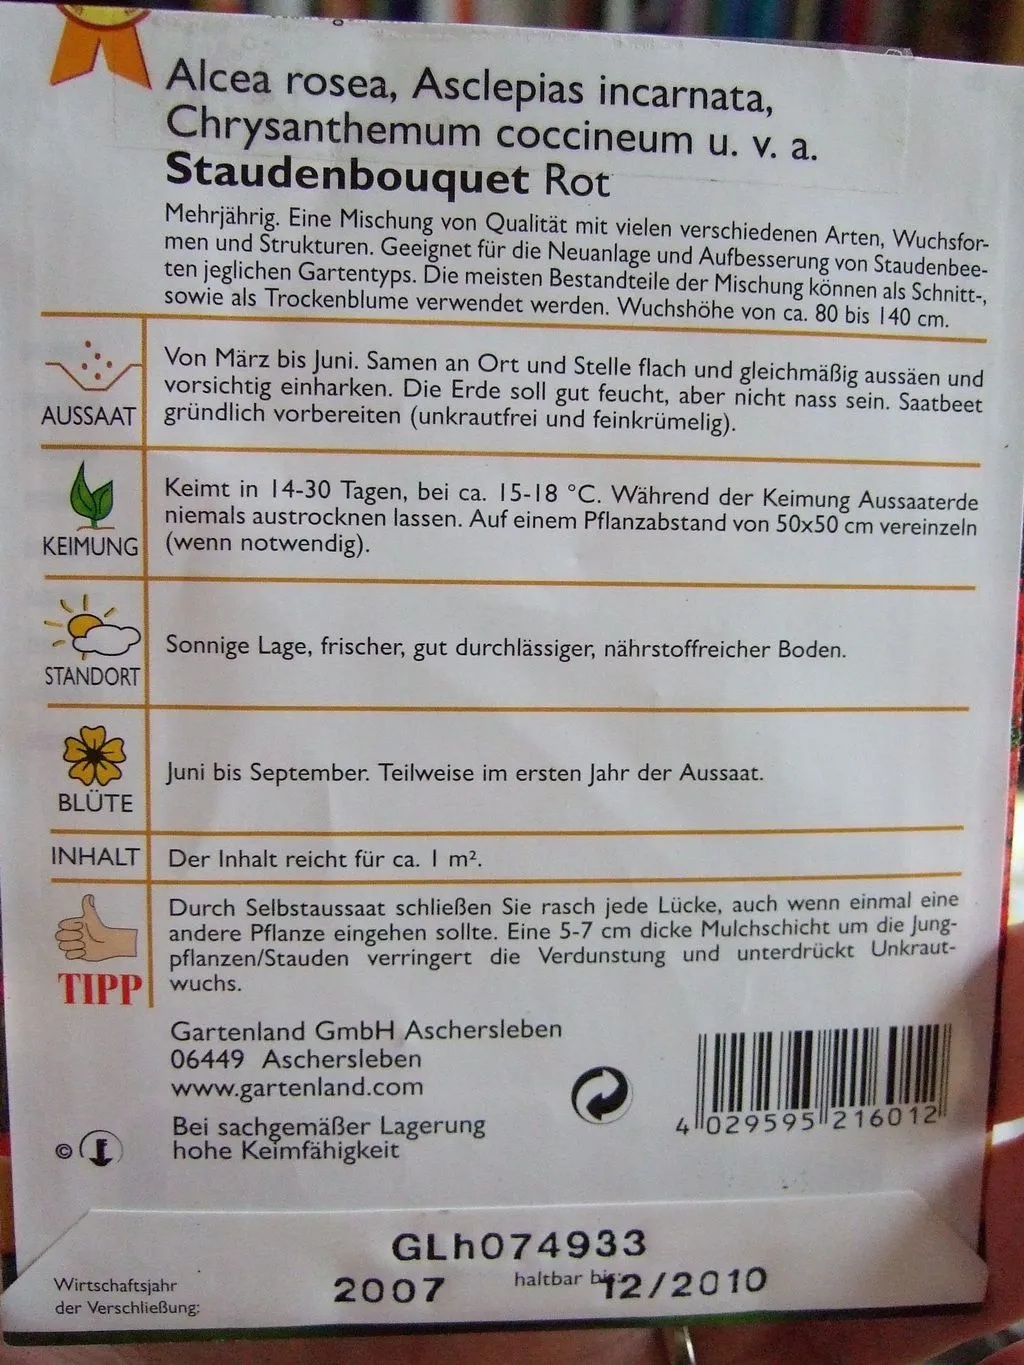 Alcea rosea, Asclepias incarnata,
Chrysanthemum coccineum u. v. a.
Staudenbouquet Rot
Mehrjährig. Eine Mischung von Qualität mit vielen verschiedenen Arten, Wuchsfor-
men und Strukturen. Geeignet für die Neuanlage und Aufbesserung von Staudenbee-
ten jeglichen Gartentyps. Die meisten Bestandteile der Mischung können als Schnitt-,
sowie als Trockenblume verwendet werden. Wuchshöhe von ca. 80 bis 140 cm.
AUSSAAT
Von März bis Juni. Samen an Ort und Stelle flach und gleichmäßig aussäen und
vorsichtig einharken. Die Erde soll gut feucht, aber nicht nass sein. Saatbeet
gründlich vorbereiten (unkrautfrei und feinkrümelig).
KEIMUNG
Keimt in 14-30 Tagen, bei ca. 15-18 °C. Während der Keimung Aussaaterde
niemals austrocknen lassen. Auf einem Pflanzabstand von 50x50 cm vereinzeln
(wenn notwendig).
STANDORT
Sonnige Lage, frischer, gut durchlässiger, nährstoffreicher Boden.
BLÜTE
Juni bis September. Teilweise im ersten Jahr der Aussaat.
INHALT
Der Inhalt reicht für ca. 1 m².
TIPP
Durch Selbstaussaat schließen Sie rasch jede Lücke, auch wenn einmal eine
andere Pflanze eingehen sollte. Eine 5-7 cm dicke Mulchschicht um die Jung-
pflanzen/Stauden verringert die Verdunstung und unterdrückt Unkraut-
wuchs.
Gartenland GmbH Aschersleben
06449 Aschersleben
www.gartenland.com
Bei sachgemäßer Lagerung
hohe Keimfähigkeit
©
4 029595 216012
GLh074933
Wirtschaftsjahr
der Verschließung:
2007
haltbar bis:
12/2010